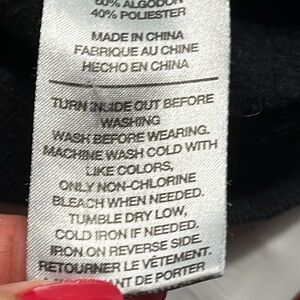 60% ALGODON
40% POLIESTER
MADE IN CHINA
FABRIQUE AU CHINE
HECHO EN CHINA
TURN INSIDE OUT BEFORE
WASHING
WASH BEFORE WEARING.
MACHINE WASH COLD WITH
LIKE COLORS,
ONLY NON-CHLORINE
BLEACH WHEN NEEDED.
TUMBLE DRY LOW,
COLD IRON IF NEEDED.
IRON ON REVERSE SIDE.
RETOURNER LE VÊTEMENT.
DE PORTER